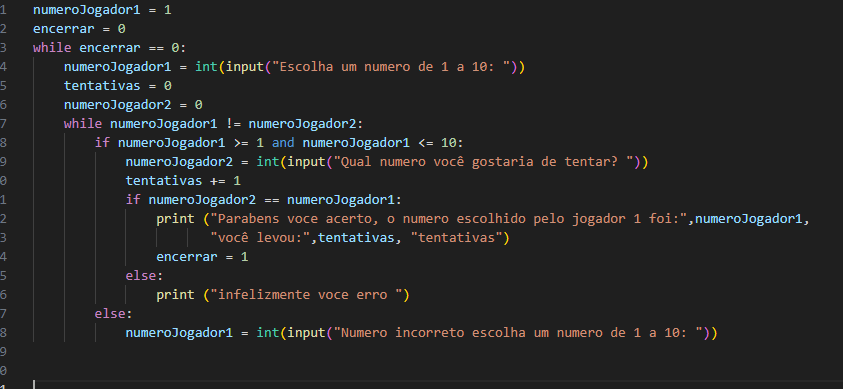 1 numeroJogador1 = 1
2 encerrar = 0
3 while encerrar == 0:
4 numeroJogador1 = int(input("Escolha um numero de 1 a 10: "))
5 tentativas = 0
6 numeroJogador2 = 0
7 while numeroJogador1 != numeroJogador2:
8 if numeroJogador1 >= 1 and numeroJogador1 <= 10:
9 numeroJogador2 = int(input("Qual numero você gostaria de tentar? "))
0 tentativas += 1
1 if numeroJogador2 == numeroJogador1:
2 print ("Parabens voce acerto, o numero escolhido pelo jogador 1 foi:",numeroJogador1,
3 "você levou:",tentativas, "tentativas")
4 encerrar = 1
5 else:
6 print ("infelizmente voce erro ")
7 else:
8 numeroJogador1 = int(input("Numero incorreto escolha um numero de 1 a 10: "))
9
0
1